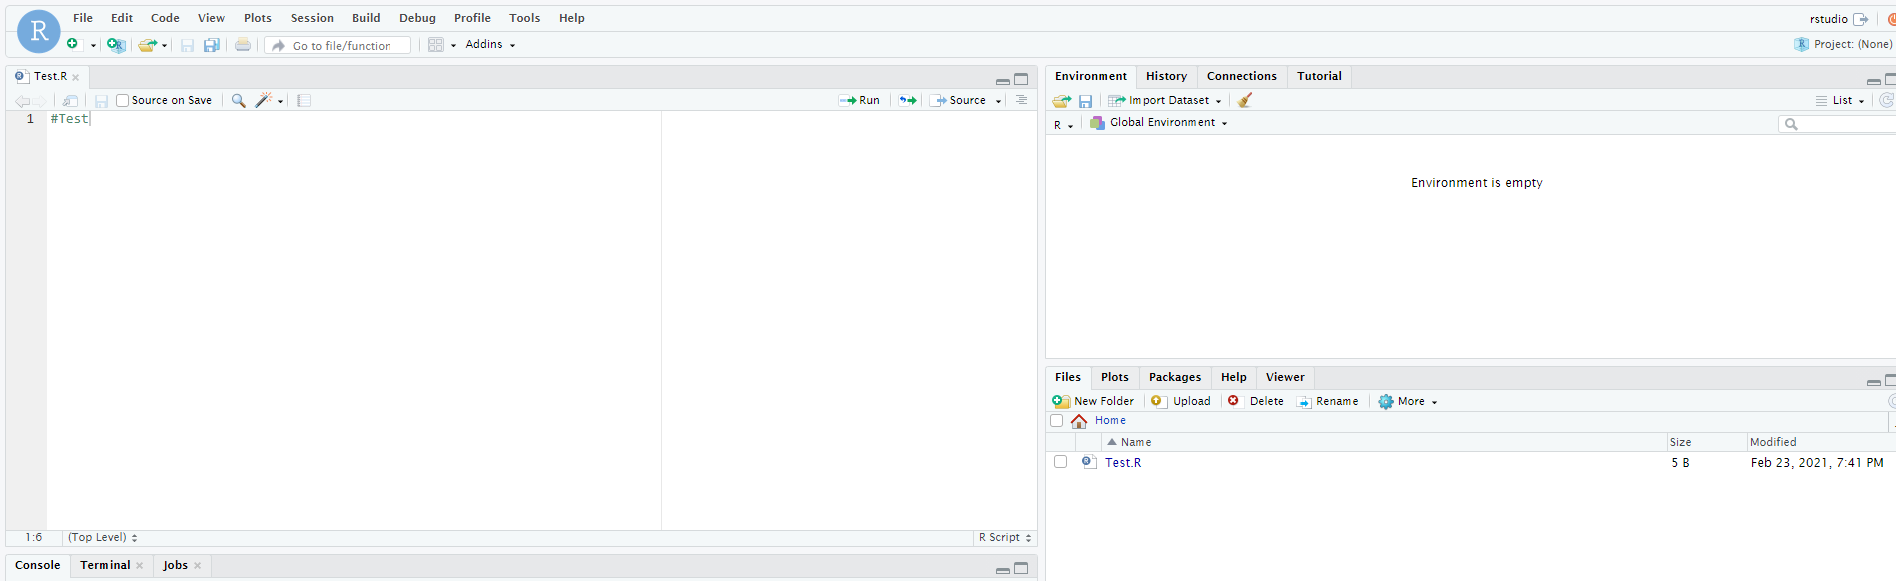 R
File Edit Code View Plots Session Build Debug Profile Tools Help
rstudio
Go to file/function
Addins
Project: (None)
Test.R
Source on Save
Run
Source
1 #Test
1:6 (Top Level)
R Script
Console Terminal Jobs
Environment History Connections Tutorial
Import Dataset
List
R Global Environment
Environment is empty
Files Plots Packages Help Viewer
New Folder Upload Delete Rename More
Home
Name Size Modified
Test.R 5 B Feb 23, 2021, 7:41 PM